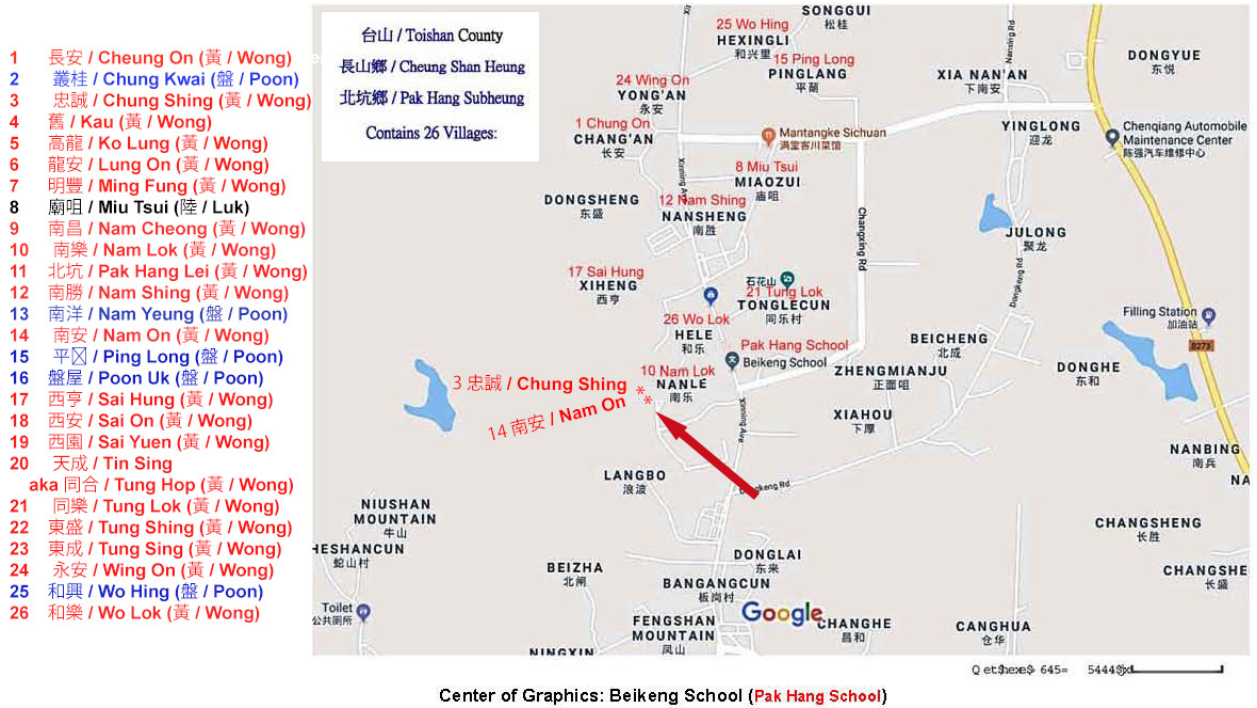 1 長安 / Cheung On (黃 / Wong)
2 叢桂 / Chung Kwai (盤 / Poon)
3 忠誠 / Chung Shing (黃 / Wong)
4 舊 / Kau (黃 / Wong)
5 高龍 / Ko Lung (黃 / Wong)
6 龍安 / Lung On (黃 / Wong)
7 明豐 / Ming Fung (黃 / Wong)
8 廟咀 / Miu Tsui (陸 / Luk)
9 南昌 / Nam Cheong (黃 / Wong)
10 南樂 / Nam Lok (黃 / Wong)
11 北坑 / Pak Hang Lei (黃 / Wong)
12 南勝 / Nam Shing (黃 / Wong)
13 南洋 / Nam Yeung (盤 / Poon)
14 南安 / Nam On (黃 / Wong)
15 平 / Ping Long (盤 / Poon)
16 盤屋 / Poon Uk (盤 / Poon)
17 西亨 / Sai Hung (黃 / Wong)
18 西安 / Sai On (黃 / Wong)
19 西園 / Sai Yuen (黃 / Wong)
20 天成 / Tin Sing
aka 同合 / Tung Hop (黃 / Wong)
21 同樂 / Tung Lok (黃 / Wong)
22 東盛 / Tung Shing (黃 / Wong)
23 東成 / Tung Sing (黃 / Wong)
24 永安 / Wing On (黃 / Wong)
25 和興 / Wo Hing (盤 / Poon)
26 和樂 / Wo Lok (黃 / Wong)
台山 / Toishan County
長山鄉 / Cheung Shan Heung
北坑鄉 / Pak Hang Subheung
Contains 26 Villages:
SONGGUI
松桂
25 Wo Hing
HEXINGLI
和兴里
15 Ping Long
PINGLANG
平蓢
24 Wing On
YONG'AN
永安
XIA NAN'AN
下南安
Nanxing Rd
DONGYUE
东悦
1 Chung On
CHANG'AN
长安
Mantangke Sichuan
满堂客川菜馆
YINGLONG
迎龙
Chenqiang Automobile
Maintenance Center
陈强汽车维修中心
Xinning Ave
8 Miu Tsui
MIAOZUI
庙咀
DONGSHENG
东盛
12 Nam Shing
NANSHENG
南胜
Changxing Rd
JULONG
聚龙
17 Sai Hung
XIHENG
西亨
石花山
21 Tung Lok
TONGLECUN
同乐村
Dongkeng Rd
26 Wo Lok
HELE
和乐
Filling Station
加油站
S273
Pak Hang School
Beikeng School
BEICHENG
北成
10 Nam Lok
NANLE
南乐
ZHENGMIANJU
正面咀
DONGHE
东和
3 忠誠 / Chung Shing *
14 南安 / Nam On *
Xinning Ave
XIAHOU
下厚
NANBING
南兵
NA
LANGBO
浪波
Dongkeng Rd
NIUSHAN
MOUNTAIN
牛山
CHANGSHENG
长胜
HESHANCUN
蛇山村
DONGLAI
东来
BEIZHA
北闸
BANGANGCUN
板岗村
CHANGSHE
长盛
Toilet
公共厕所
Google
FENGSHAN
MOUNTAIN
凤山
CHANGHE
昌和
CANGHUA
仓华
NINGXIN
Center of Graphics: Beikeng School (Pak Hang School)